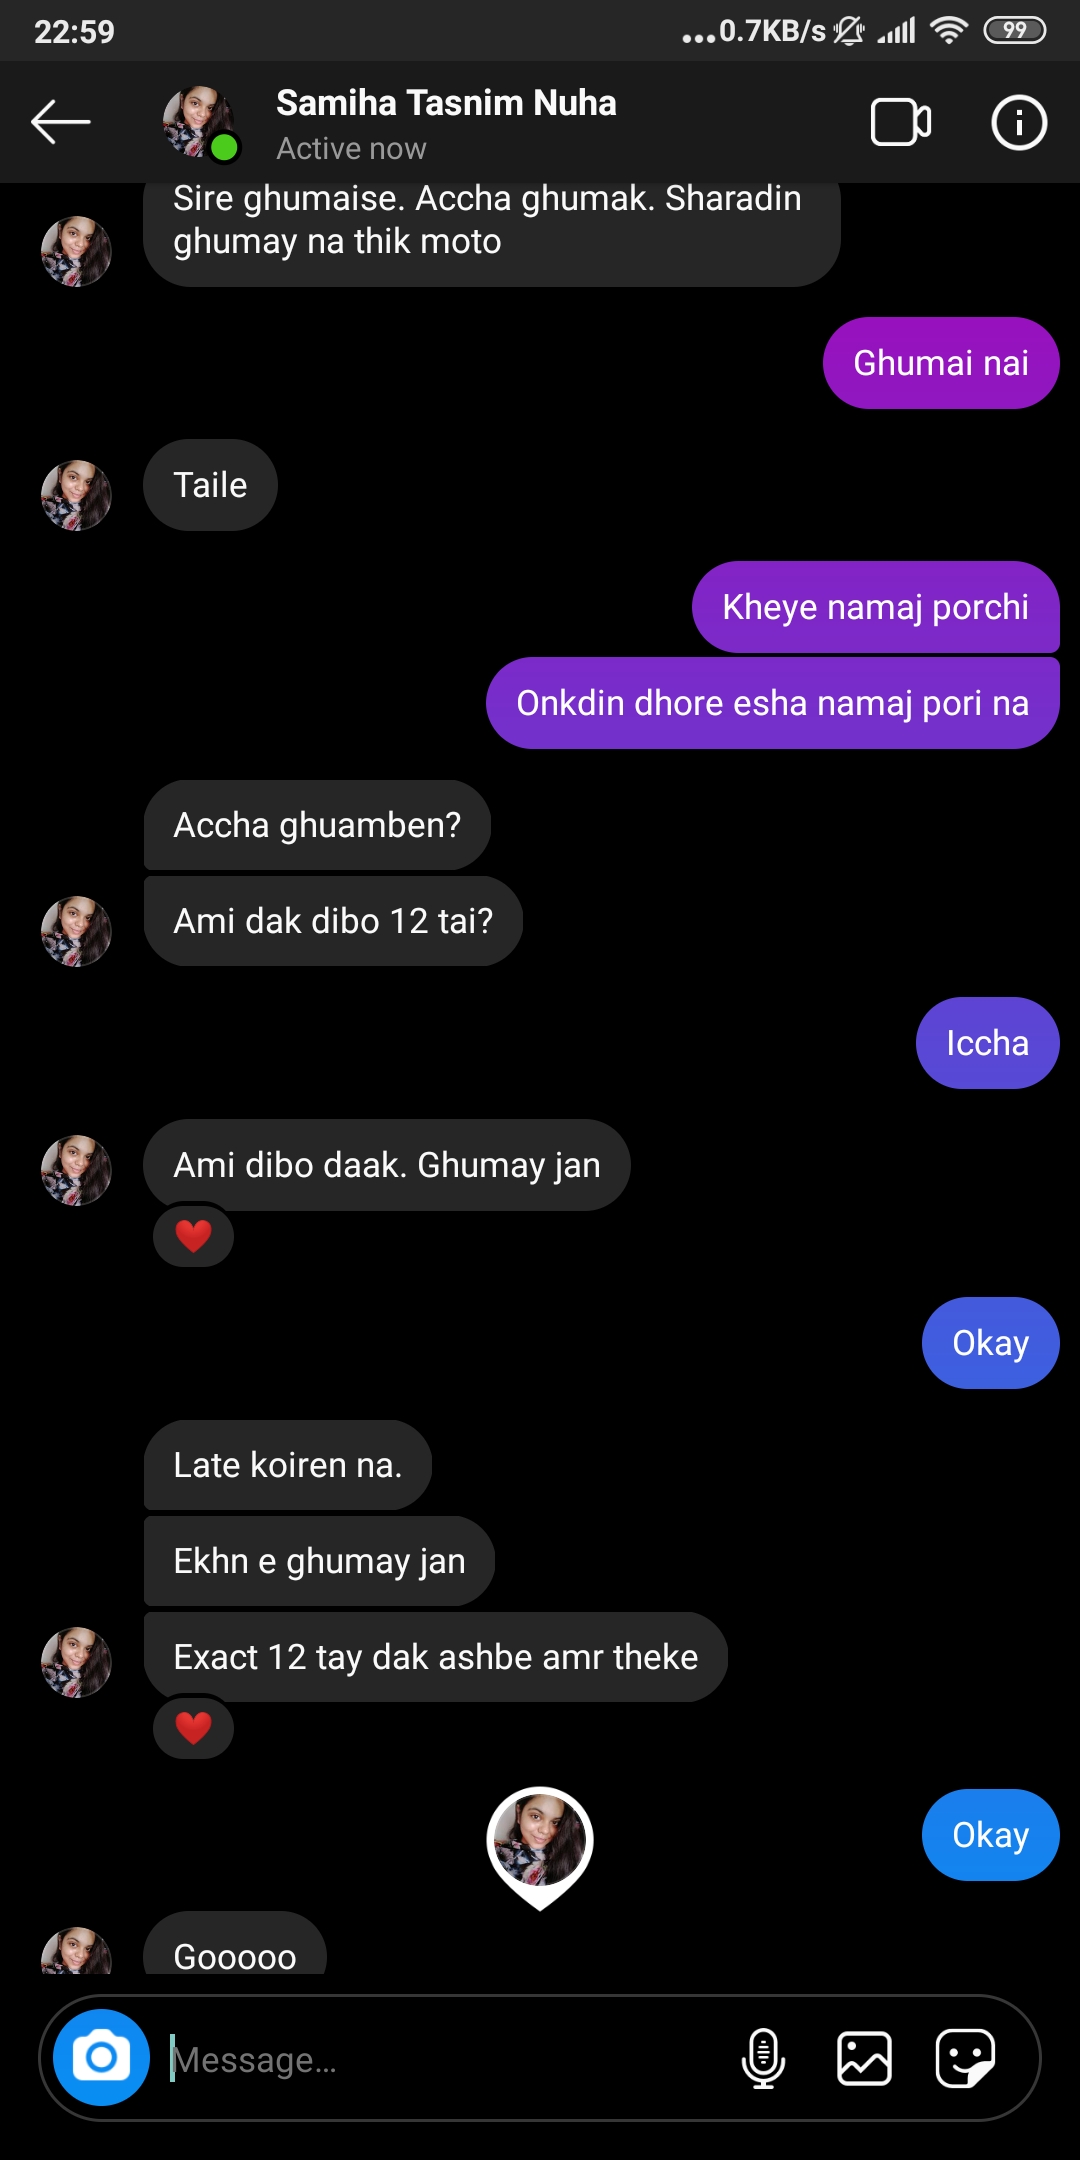 22:59
...0.7KB/s
99
Samiha Tasnim Nuha
Active now
Sire ghumaise. Accha ghumak. Sharadin
ghumay na thik moto
Ghumai nai
Taile
Kheye namaj porchi
Onkdin dhore esha namaj pori na
Accha ghuamben?
Ami dak dibo 12 tai?
Iccha
Ami dibo daak. Ghumay jan
Okay
Late koiren na.
Ekhn e ghumay jan
Exact 12 tay dak ashbe amr theke
Okay
Gooooo
Message...